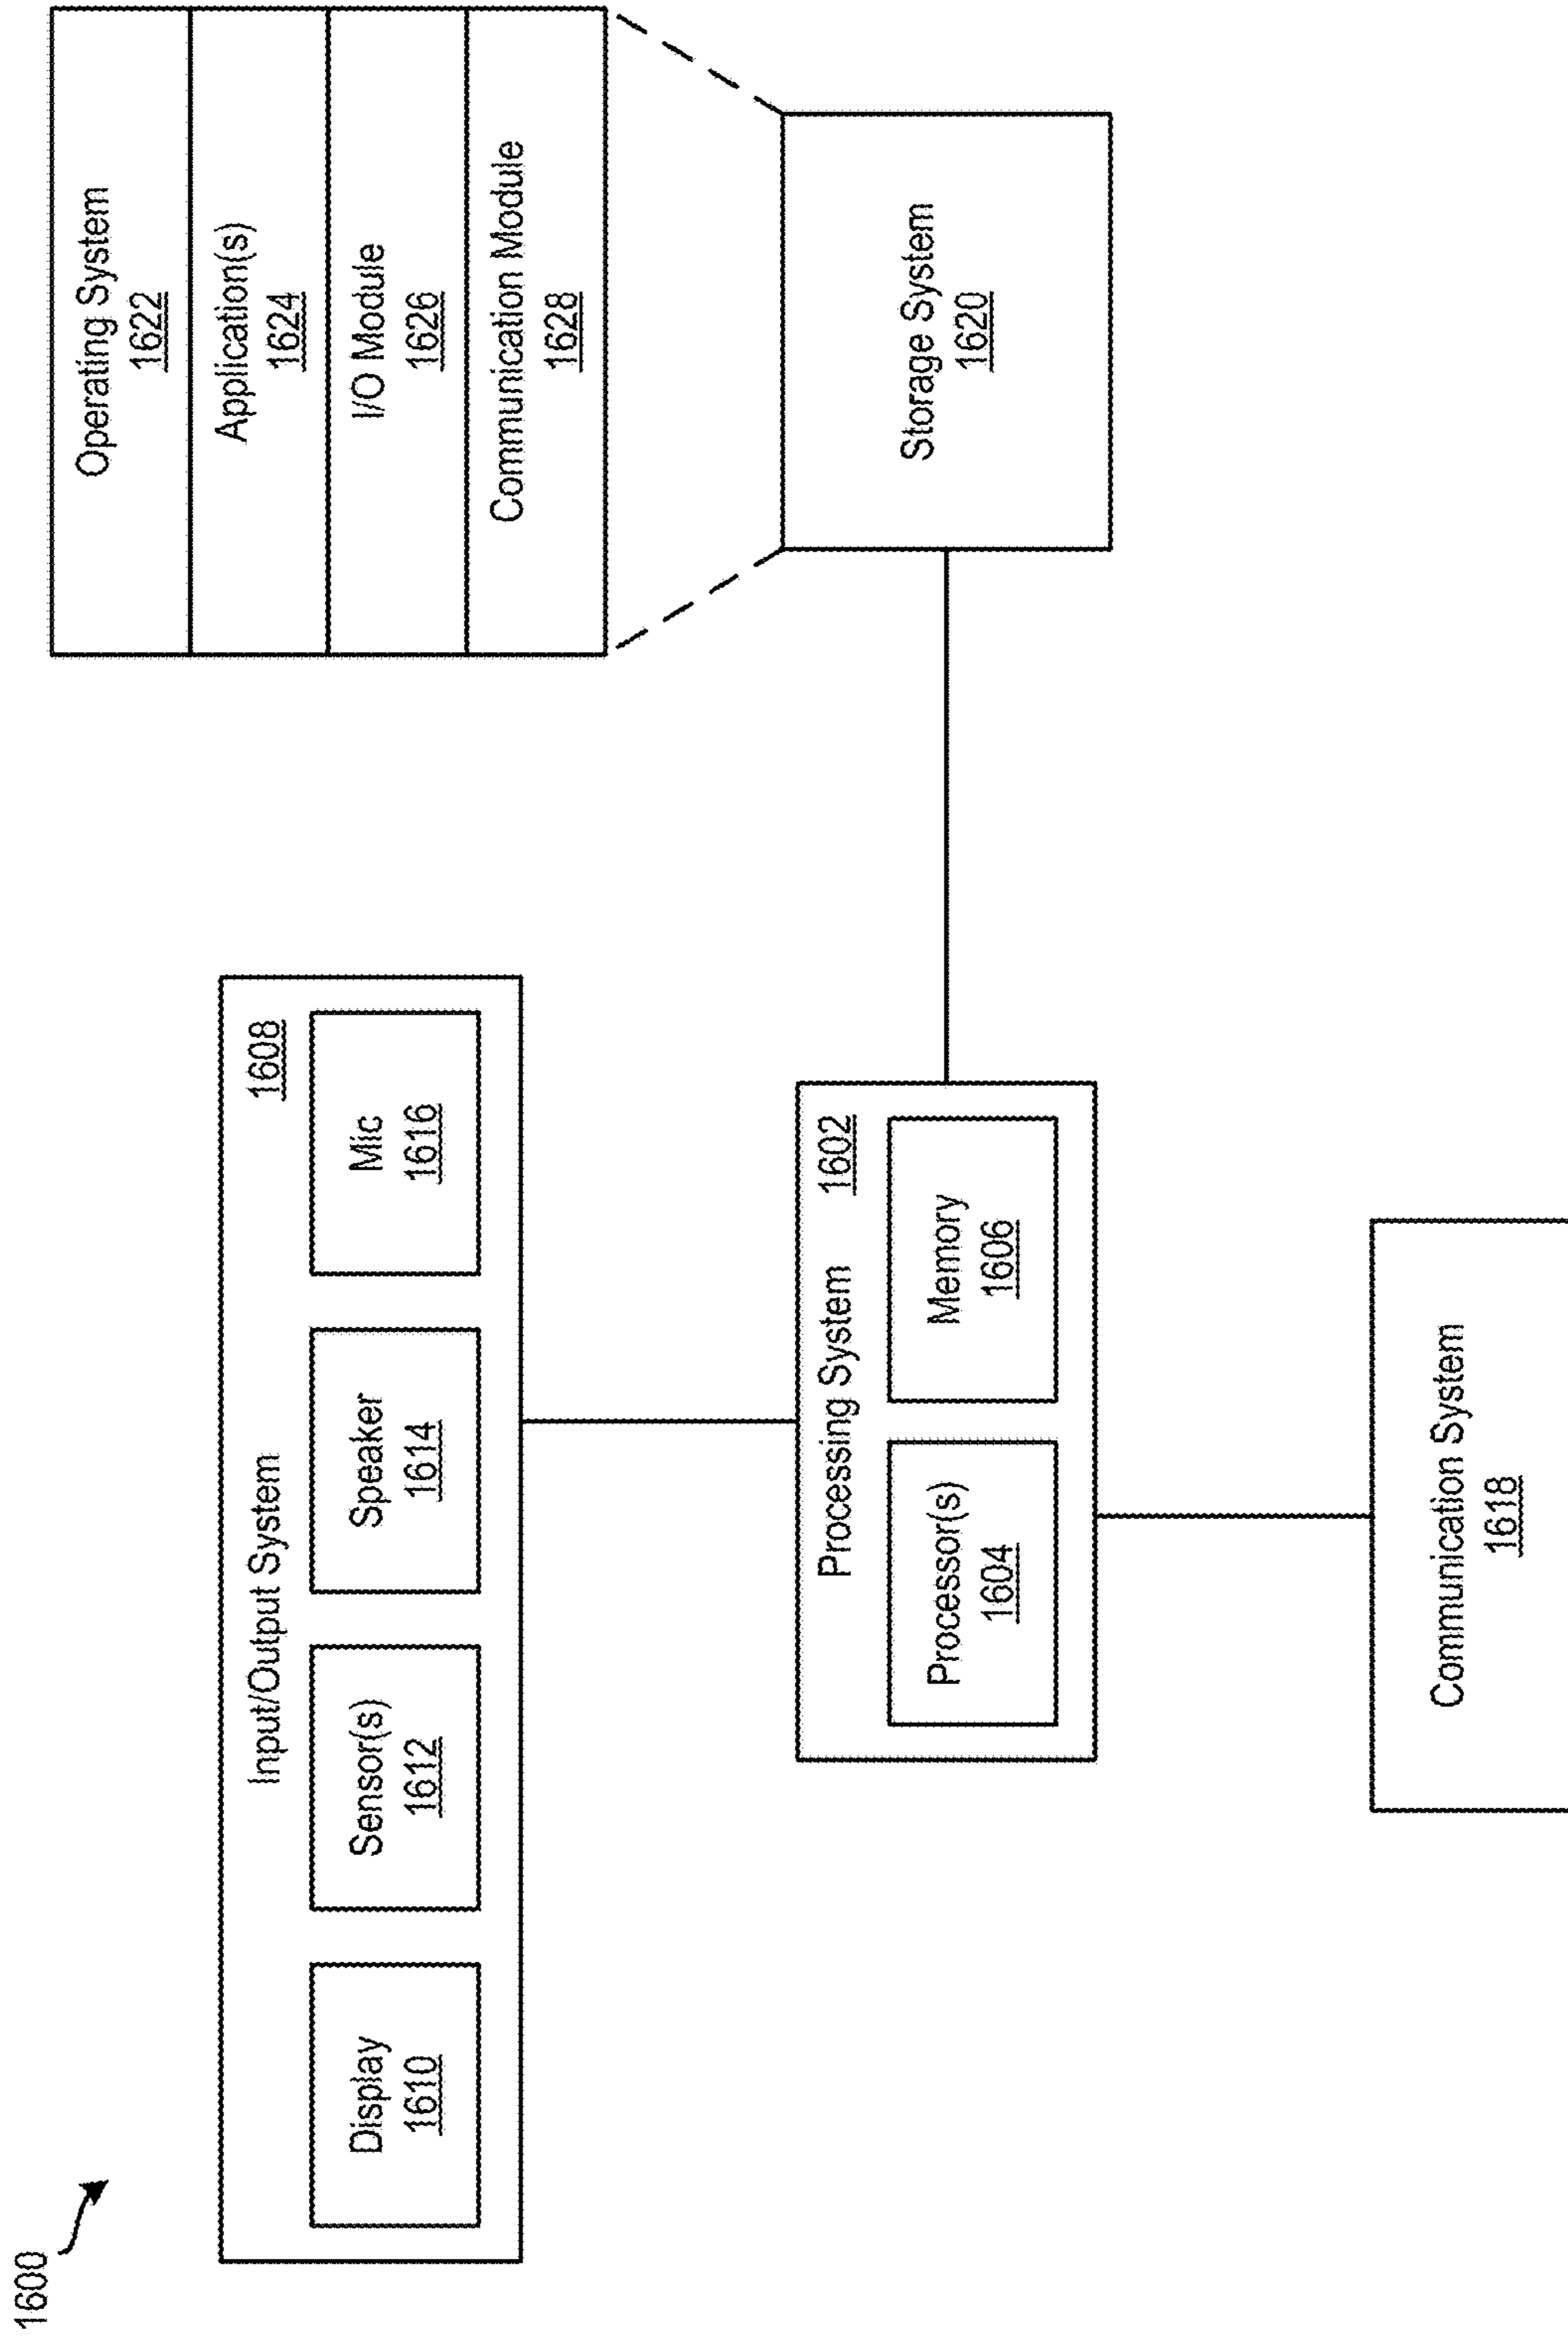 1600
Input/Output System
1608
Display
1610
Sensor(s)
1612
Speaker
1614
Mic
1616
Operating System
1622
Application(s)
1624
I/O Module
1626
Communication Module
1628
Processing System
1602
Processor(s)
1604
Memory
1606
Storage System
1620
Communication System
1618